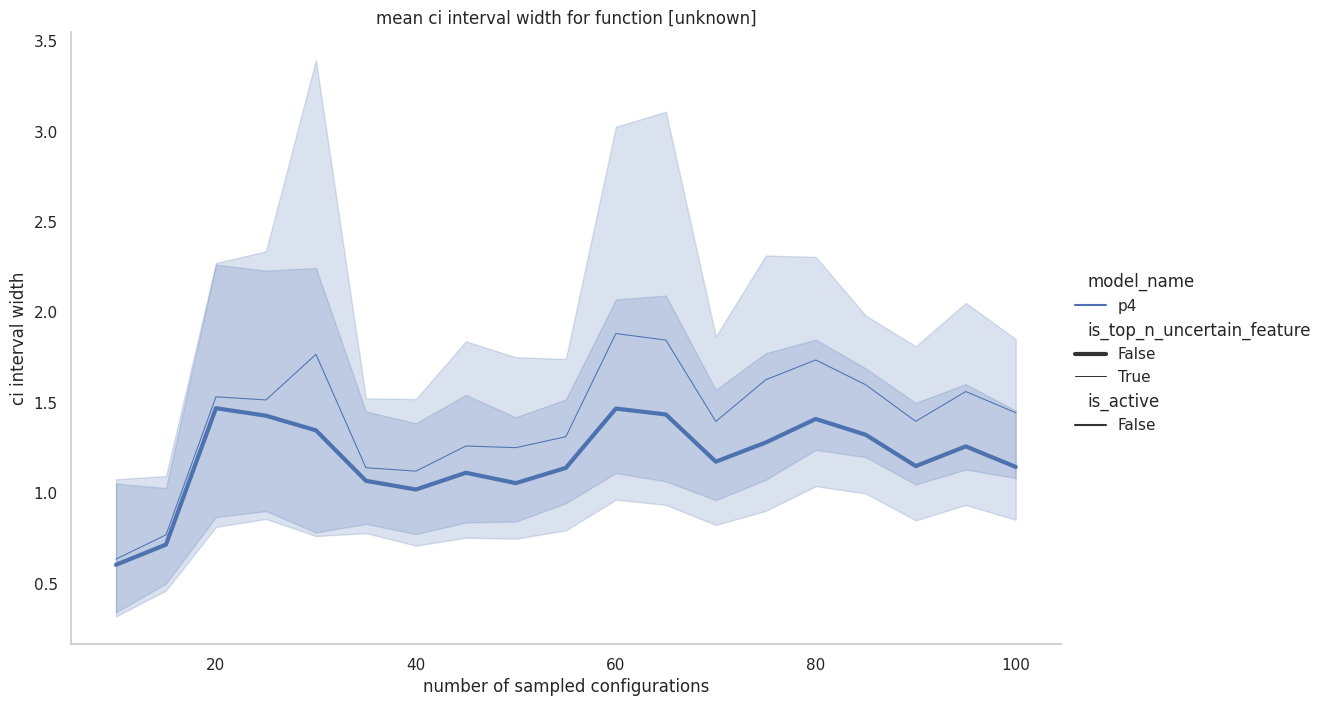 mean ci interval width for function [unknown]
3.5
3.0
2.5
2.0
1.5
1.0
0.5
ci interval width
20
40
60
80
100
number of sampled configurations
model_name
p4
is_top_n_uncertain_feature
False
True
is_active
False